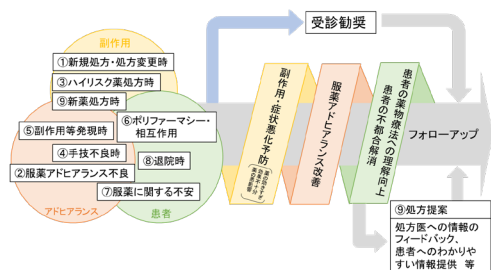 副作用
①新規処方・処方変更時
③ハイリスク薬処方時
⑨新薬処方時
⑥ポリファーマシー・
相互作用
⑤副作用等発現時
④手技不良時
⑧退院時
②服薬アドヒアランス不良
⑦服薬に関する不安
アドヒアランス
患者
受診勧奨
副作用・症状悪化予防
服薬アドヒアランス改善
患者の薬物療法への理解向上
患者の不都合解消
フォローアップ
⑨処方提案
処方医への情報の
フィードバック、
患者へのわかりや
すい情報提供 等